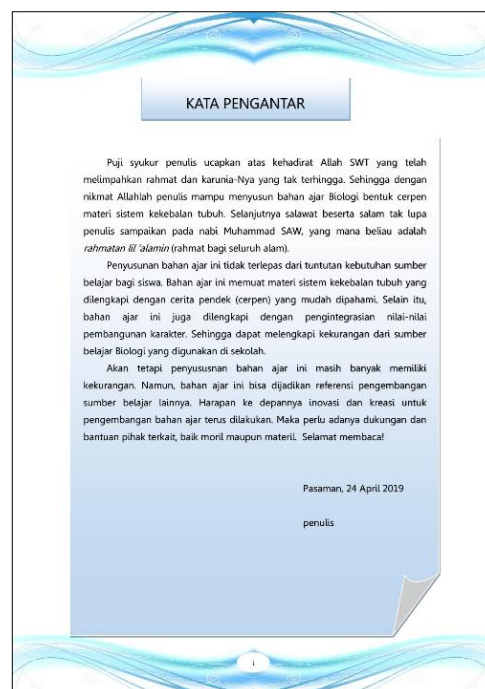 KATA PENGANTAR
Puji syukur penulis ucapkan atas kehadirat Allah SWT yang telah
melimpahkan rahmat dan karunia-Nya yang tak terhingga. Sehingga dengan
nikmat Allahlah penulis mampu menyusun bahan ajar Biologi bentuk cerpen
materi sistem kekebalan tubuh. Selanjutnya salawat beserta salam tak lupa
penulis sampaikan pada nabi Muhammad SAW, yang mana beliau adalah
rahmatan lil 'alamin (rahmat bagi seluruh alam).
Penyusunan bahan ajar ini tidak terlepas dari tuntutan kebutuhan sumber
belajar bagi siswa. Bahan ajar ini memuat materi sistem kekebalan tubuh yang
dilengkapi dengan cerita pendek (cerpen) yang mudah dipahami. Selain itu,
bahan ajar ini juga dilengkapi dengan pengintegrasian nilai-nilai
pembangunan karakter. Sehingga dapat melengkapi kekurangan dari sumber
belajar Biologi yang digunakan di sekolah.
Akan tetapi penyususnan bahan ajar ini masih banyak memiliki
kekurangan. Namun, bahan ajar ini bisa dijadikan referensi pengembangan
sumber belajar lainnya. Harapan ke depannya inovasi dan kreasi untuk
pengembangan bahan ajar terus dilakukan. Maka perlu adanya dukungan dan
bantuan pihak terkait, baik moril maupun materil. Selamat membaca!
Pasaman, 24 April 2019
penulis
i